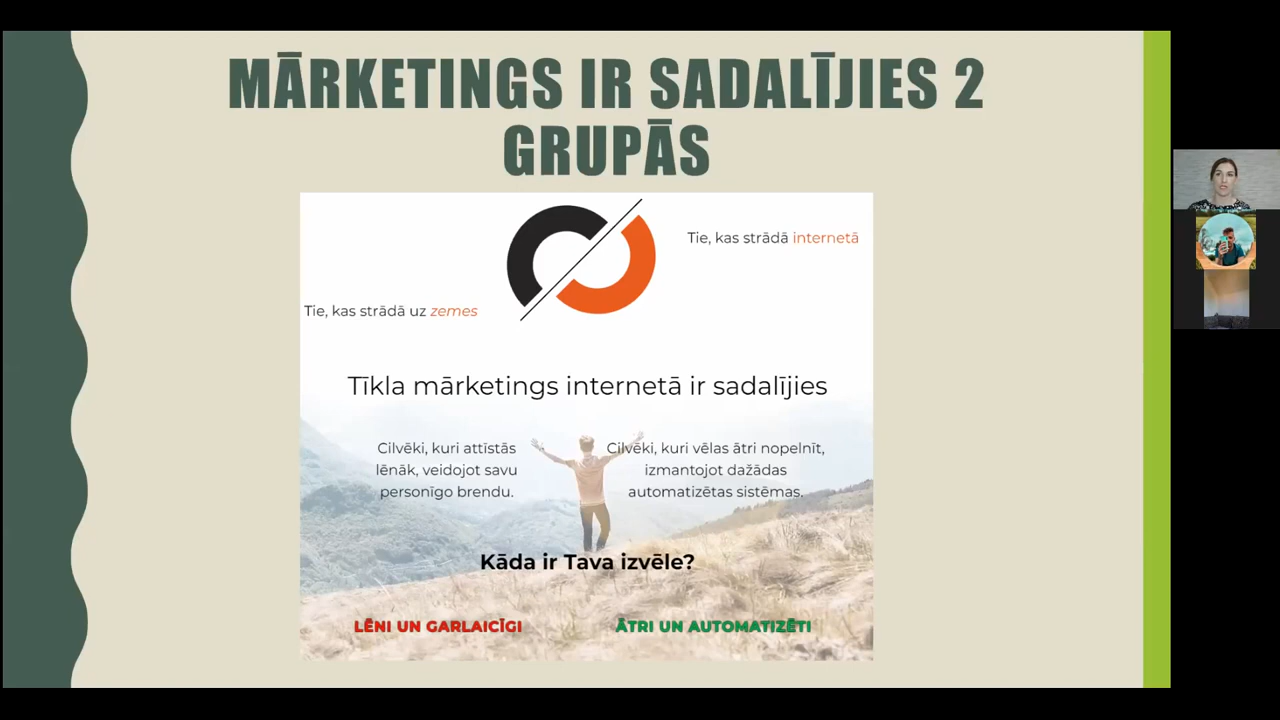 MĀRKETINGS IR SADALĪJIES 2
GRUPĀS
Tie, kas strādā internetā
Tie, kas strādā uz zemes
Tīkla mārketings internetā ir sadalījies
Cilvēki, kuri attīstās
lēnāk, veidojot savu
personīgo brendu.
Cilvēki, kuri vēlas ātri nopelnīt,
izmantojot dažādas
automatizētas sistēmas.
Kāda ir Tava izvēle?
LĒNI UN GARLAICĪGI
ĀTRI UN AUTOMATIZĒTI